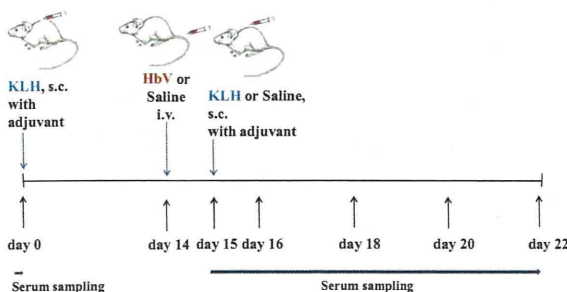 KLH, s.c.
with
adjuvant
HbV or
Saline
i.v.
KLH or Saline,
s.c.
with adjuvant
day 0
day 14
day 15
day 16
day 18
day 20
day 22
Serum sampling
Serum sampling